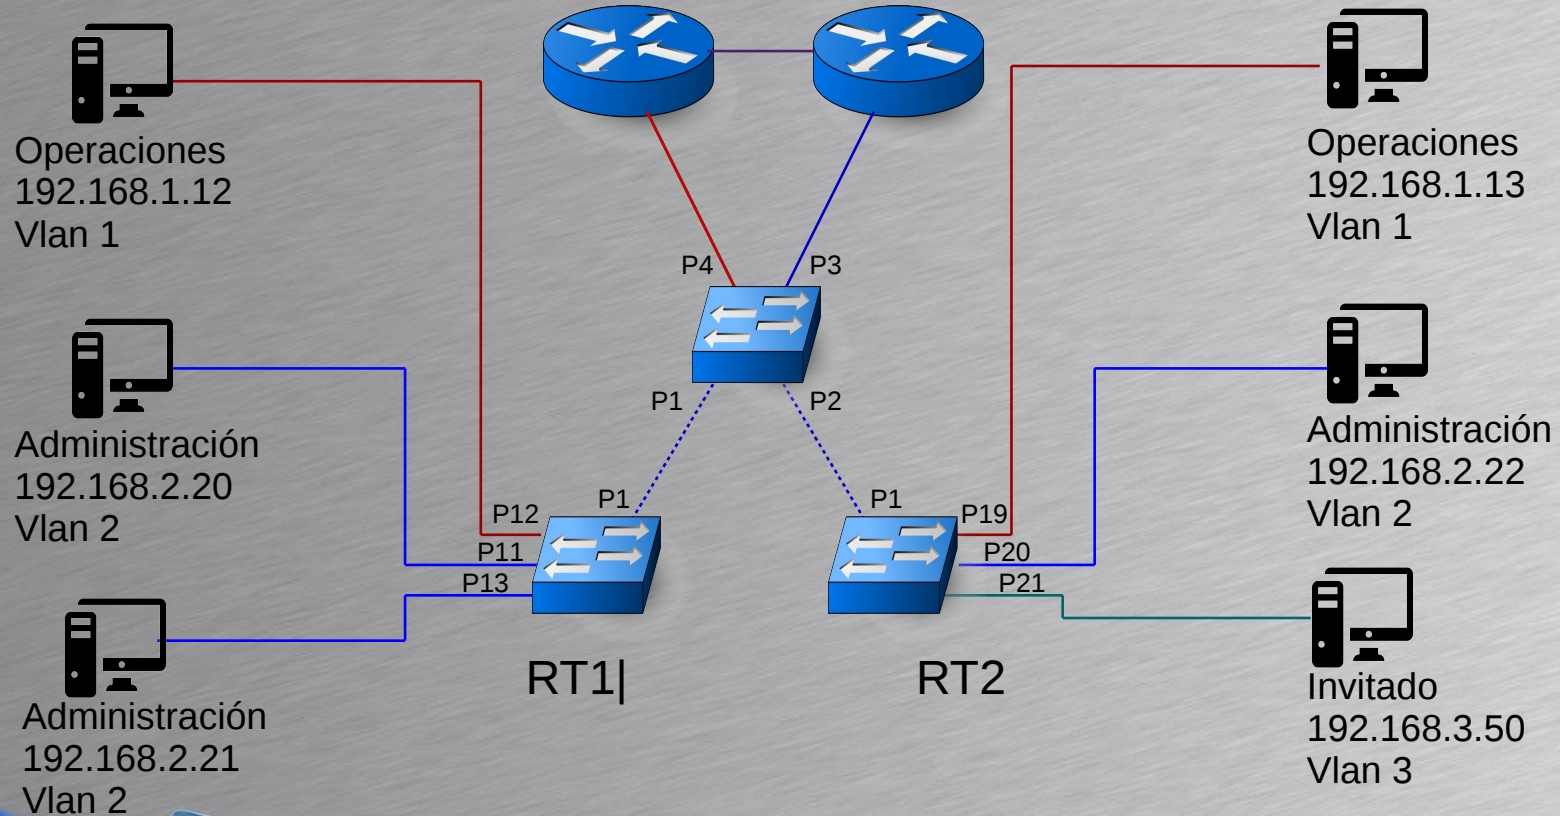 Operaciones
192.168.1.12
Vlan 1
Operaciones
192.168.1.13
Vlan 1
P4
P3
Administración
192.168.2.20
Vlan 2
P1
P2
Administración
192.168.2.22
Vlan 2
P12
P1
P11
P13
P1
P19
P20
P21
RT1|
RT2
Administración
192.168.2.21
Vlan 2
Invitado
192.168.3.50
Vlan 3